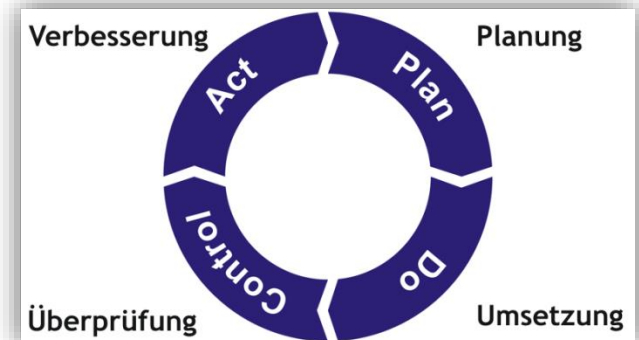 Verbesserung
Planung
Act
Plan
Control
Do
Überprüfung
Umsetzung